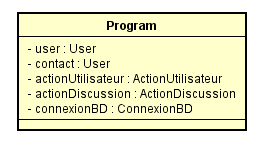 Program
- user : User
- contact : User
- actionUtilisateur : ActionUtilisateur
- actionDiscussion : ActionDiscussion
- connexionBD : ConnexionBD